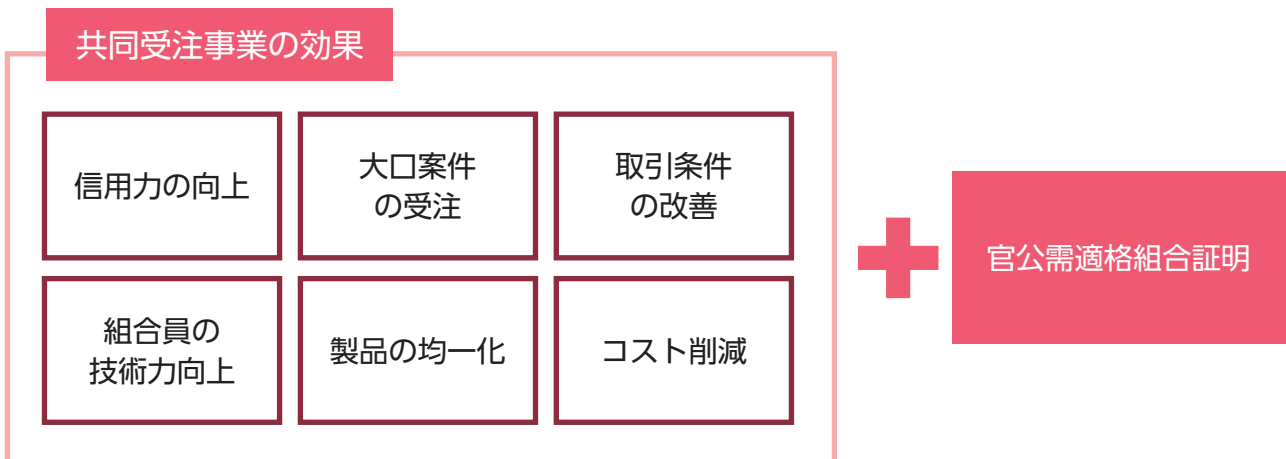 共同受注事業の効果
信用力の向上
大口案件
の受注
取引条件
の改善
組合員の
技術力向上
製品の均一化
コスト削減
官公需適格組合証明